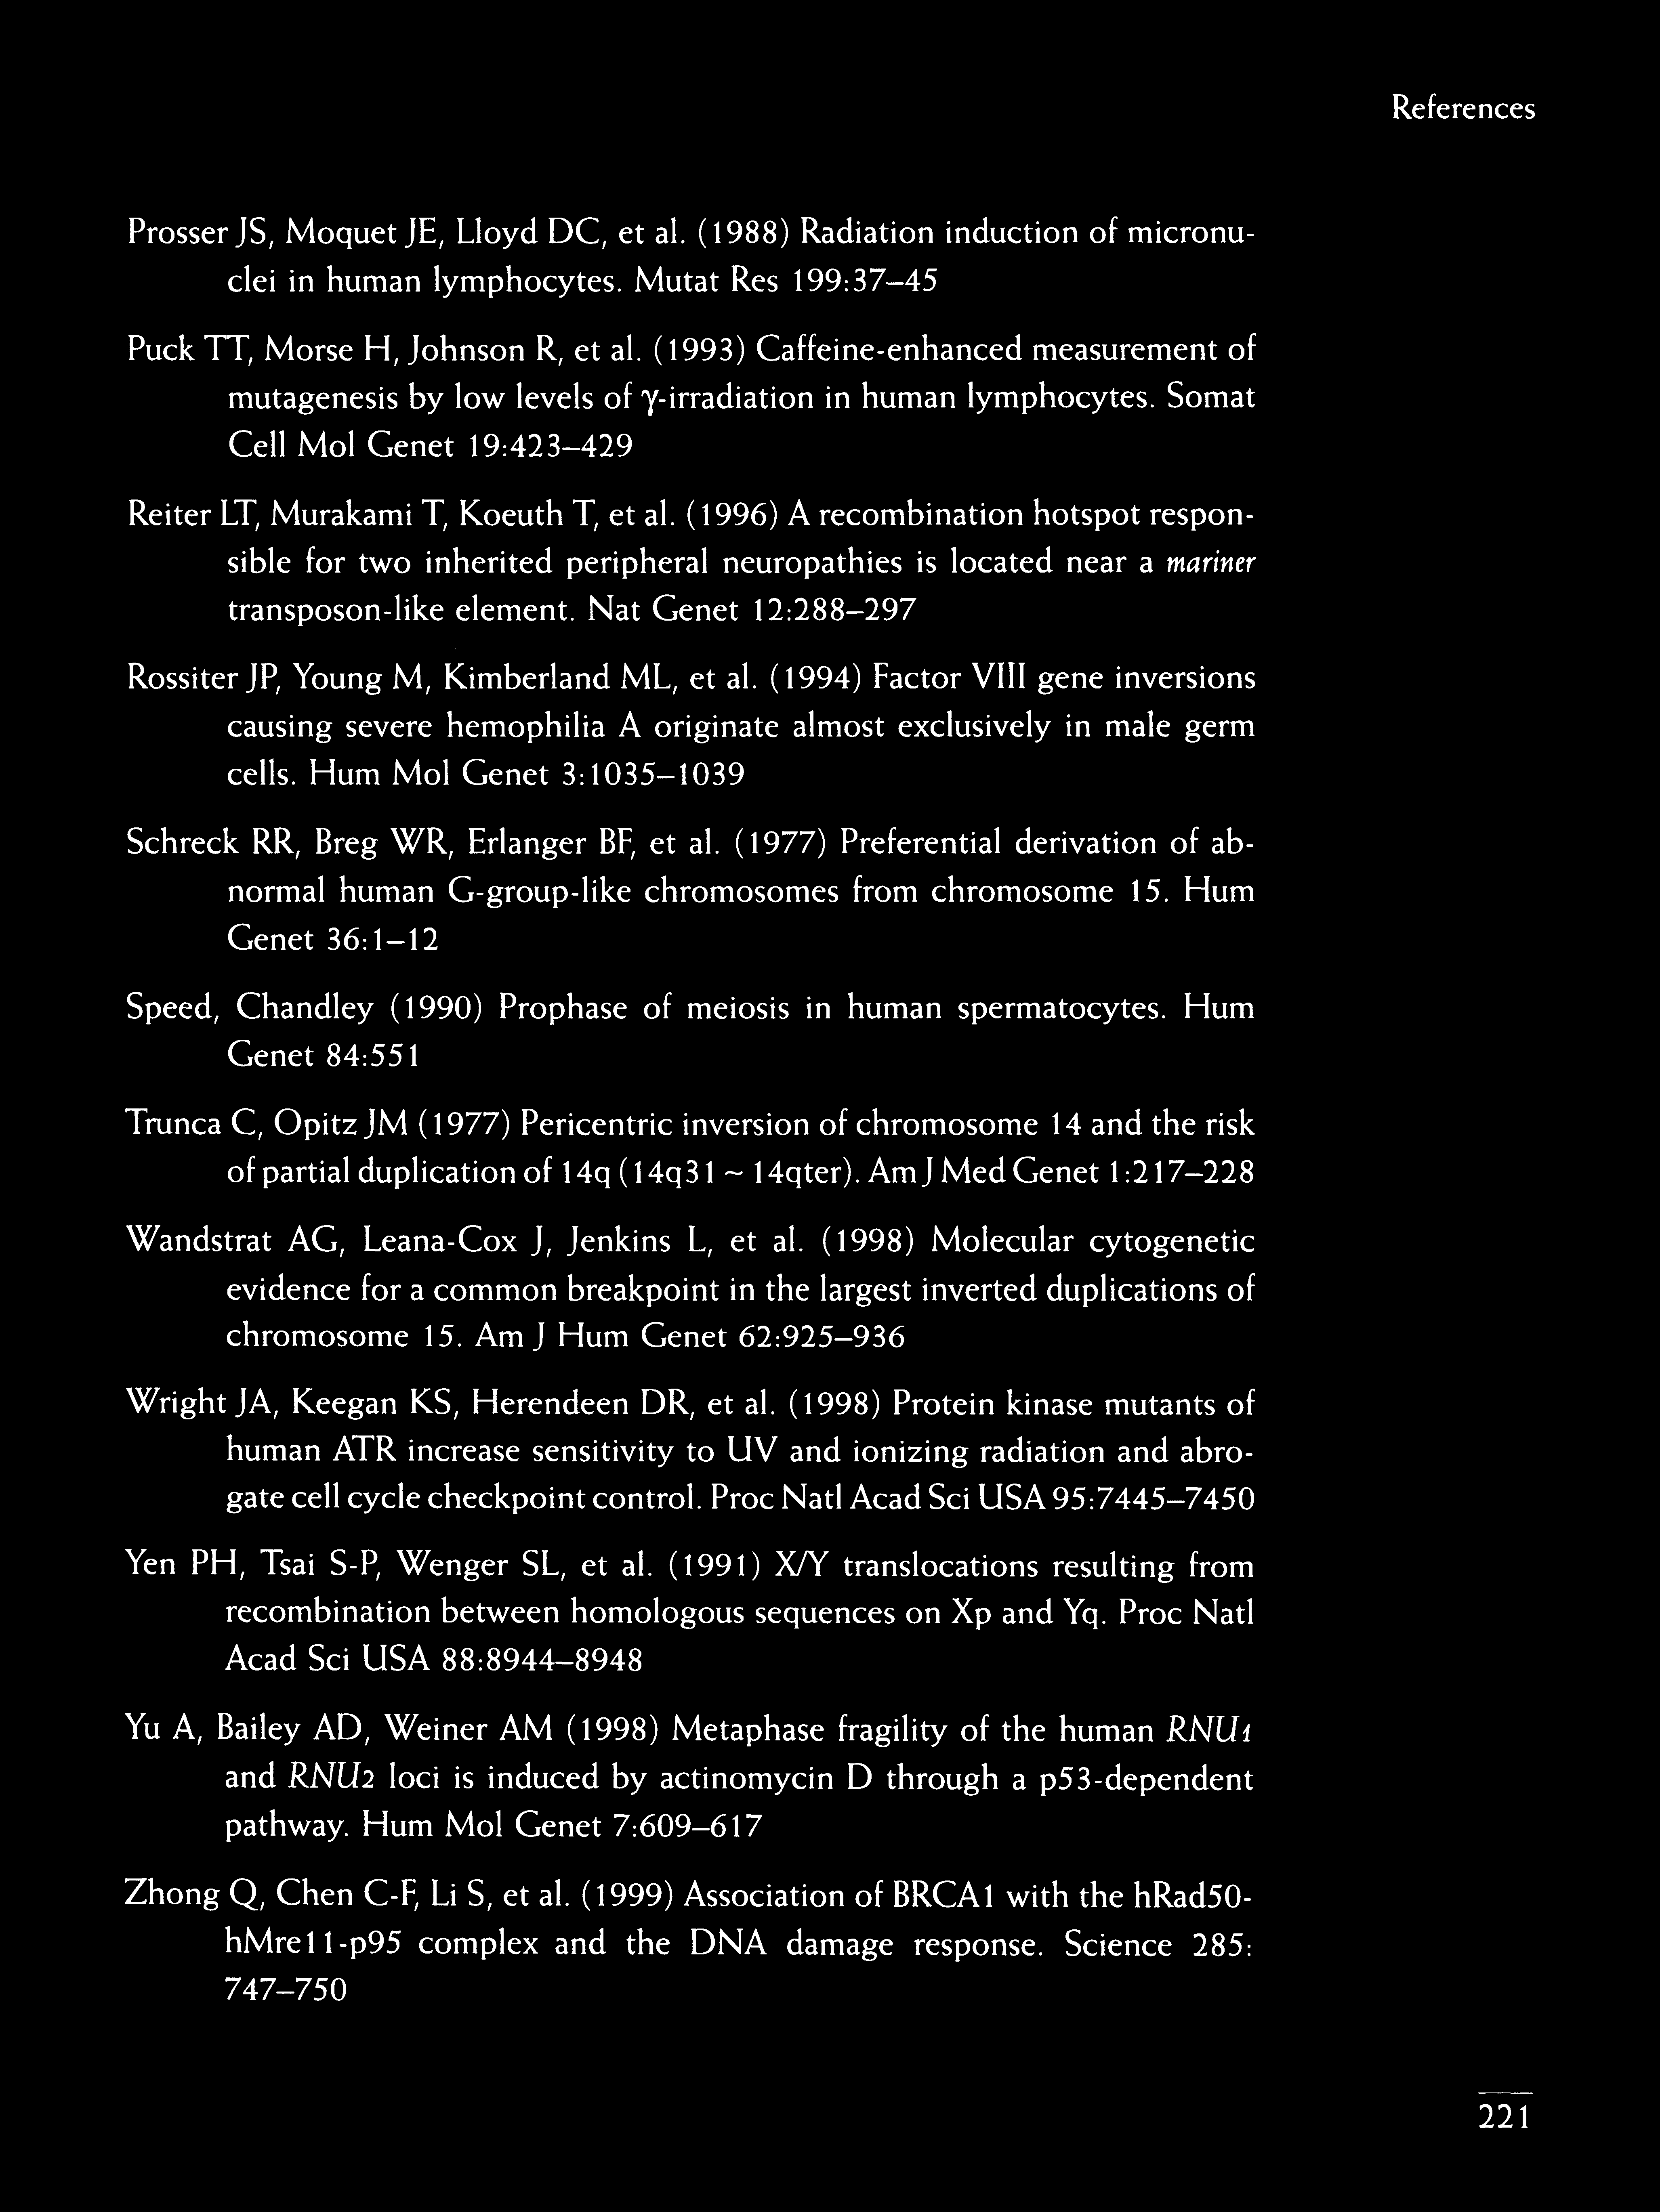 References
Prosser JS, Moquet JE, Lloyd DC, et al. (1988) Radiation induction of micronu-
clei in human lymphocytes. Mutat Res 199:37–45
Puck TT, Morse H, Johnson R, et al. (1993) Caffeine-enhanced measurement of
mutagenesis by low levels of γ-irradiation in human lymphocytes. Somat
Cell Mol Genet 19:423–429
Reiter LT, Murakami T, Koeuth T, et al. (1996) A recombination hotspot respon-
sible for two inherited peripheral neuropathies is located near a mariner
transposon-like element. Nat Genet 12:288–297
Rossiter JP, Young M, Kimberland ML, et al. (1994) Factor VIII gene inversions
causing severe hemophilia A originate almost exclusively in male germ
cells. Hum Mol Genet 3:1035–1039
Schreck RR, Breg WR, Erlanger BF, et al. (1977) Preferential derivation of ab-
normal human G-group-like chromosomes from chromosome 15. Hum
Genet 36:1–12
Speed, Chandley (1990) Prophase of meiosis in human spermatocytes. Hum
Genet 84:551
Trunca C, Opitz JM (1977) Pericentric inversion of chromosome 14 and the risk
of partial duplication of 14q (14q31 ~ 14qter). Am J Med Genet 1:217–228
Wandstrat AG, Leana-Cox J, Jenkins L, et al. (1998) Molecular cytogenetic
evidence for a common breakpoint in the largest inverted duplications of
chromosome 15. Am J Hum Genet 62:925–936
Wright JA, Keegan KS, Herendeen DR, et al. (1998) Protein kinase mutants of
human ATR increase sensitivity to UV and ionizing radiation and abro-
gate cell cycle checkpoint control. Proc Natl Acad Sci USA 95:7445–7450
Yen PH, Tsai S-P, Wenger SL, et al. (1991) X/Y translocations resulting from
recombination between homologous sequences on Xp and Yq. Proc Natl
Acad Sci USA 88:8944–8948
Yu A, Bailey AD, Weiner AM (1998) Metaphase fragility of the human RNU1
and RNU2 loci is induced by actinomycin D through a p53-dependent
pathway. Hum Mol Genet 7:609–617
Zhong Q, Chen C-F, Li S, et al. (1999) Association of BRCA1 with the hRad50-
hMre11-p95 complex and the DNA damage response. Science 285:
747–750
221